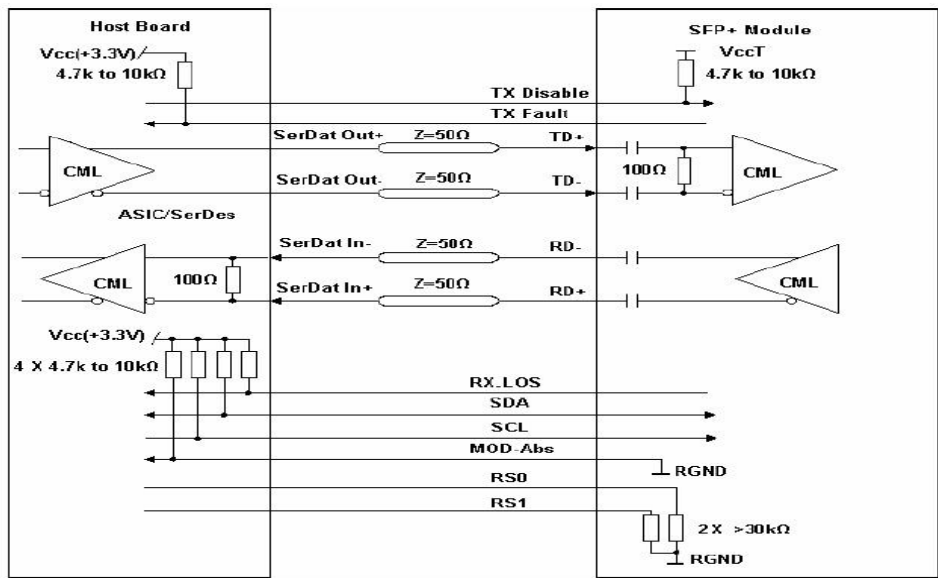 Host Board
SFP+ Module
Vcc(+3.3V)
4.7k to 10kΩ
VccT
4.7k to 10kΩ
TX Disable
TX Fault
SerDat Out+
Z=50Ω
TD+
CML
100Ω
CML
SerDat Out-
Z=50Ω
TD-
ASIC/SerDes
SerDat In-
Z=50Ω
RD-
CML
100Ω
CML
SerDat In+
Z=50Ω
RD+
Vcc(+3.3V)
4 X 4.7k to 10kΩ
RX_LOS
SDA
SCL
MOD-Abs
RGND
RS0
RS1
2X >30kΩ
RGND